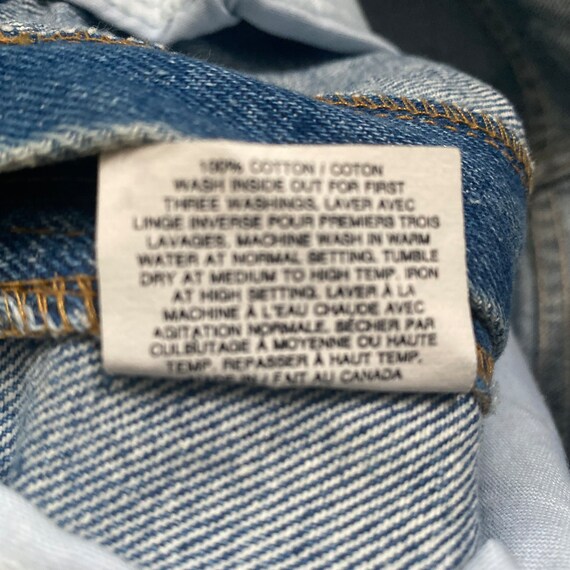 100% COTTON / COTON
WASH INSIDE OUT FOR FIRST
THREE WASHINGS, LAVER AVEC
LINGE INVERSE POUR PREMIERS TROIS
LAVAGES, MACHINE WASH IN WARM
WATER AT NORMAL SETTING, TUMBLE
DRY AT MEDIUM TO HIGH TEMP. IRON
AT HIGH SETTING. LAVER À LA
MACHINE À L'EAU CHAUDE AVEC
AGITATION NORMALE. SÉCHER PAR
CULBUTAGE À MOYENNE OU HAUTE
TEMP. REPASSER À HAUT TEMP.
AU CANADA